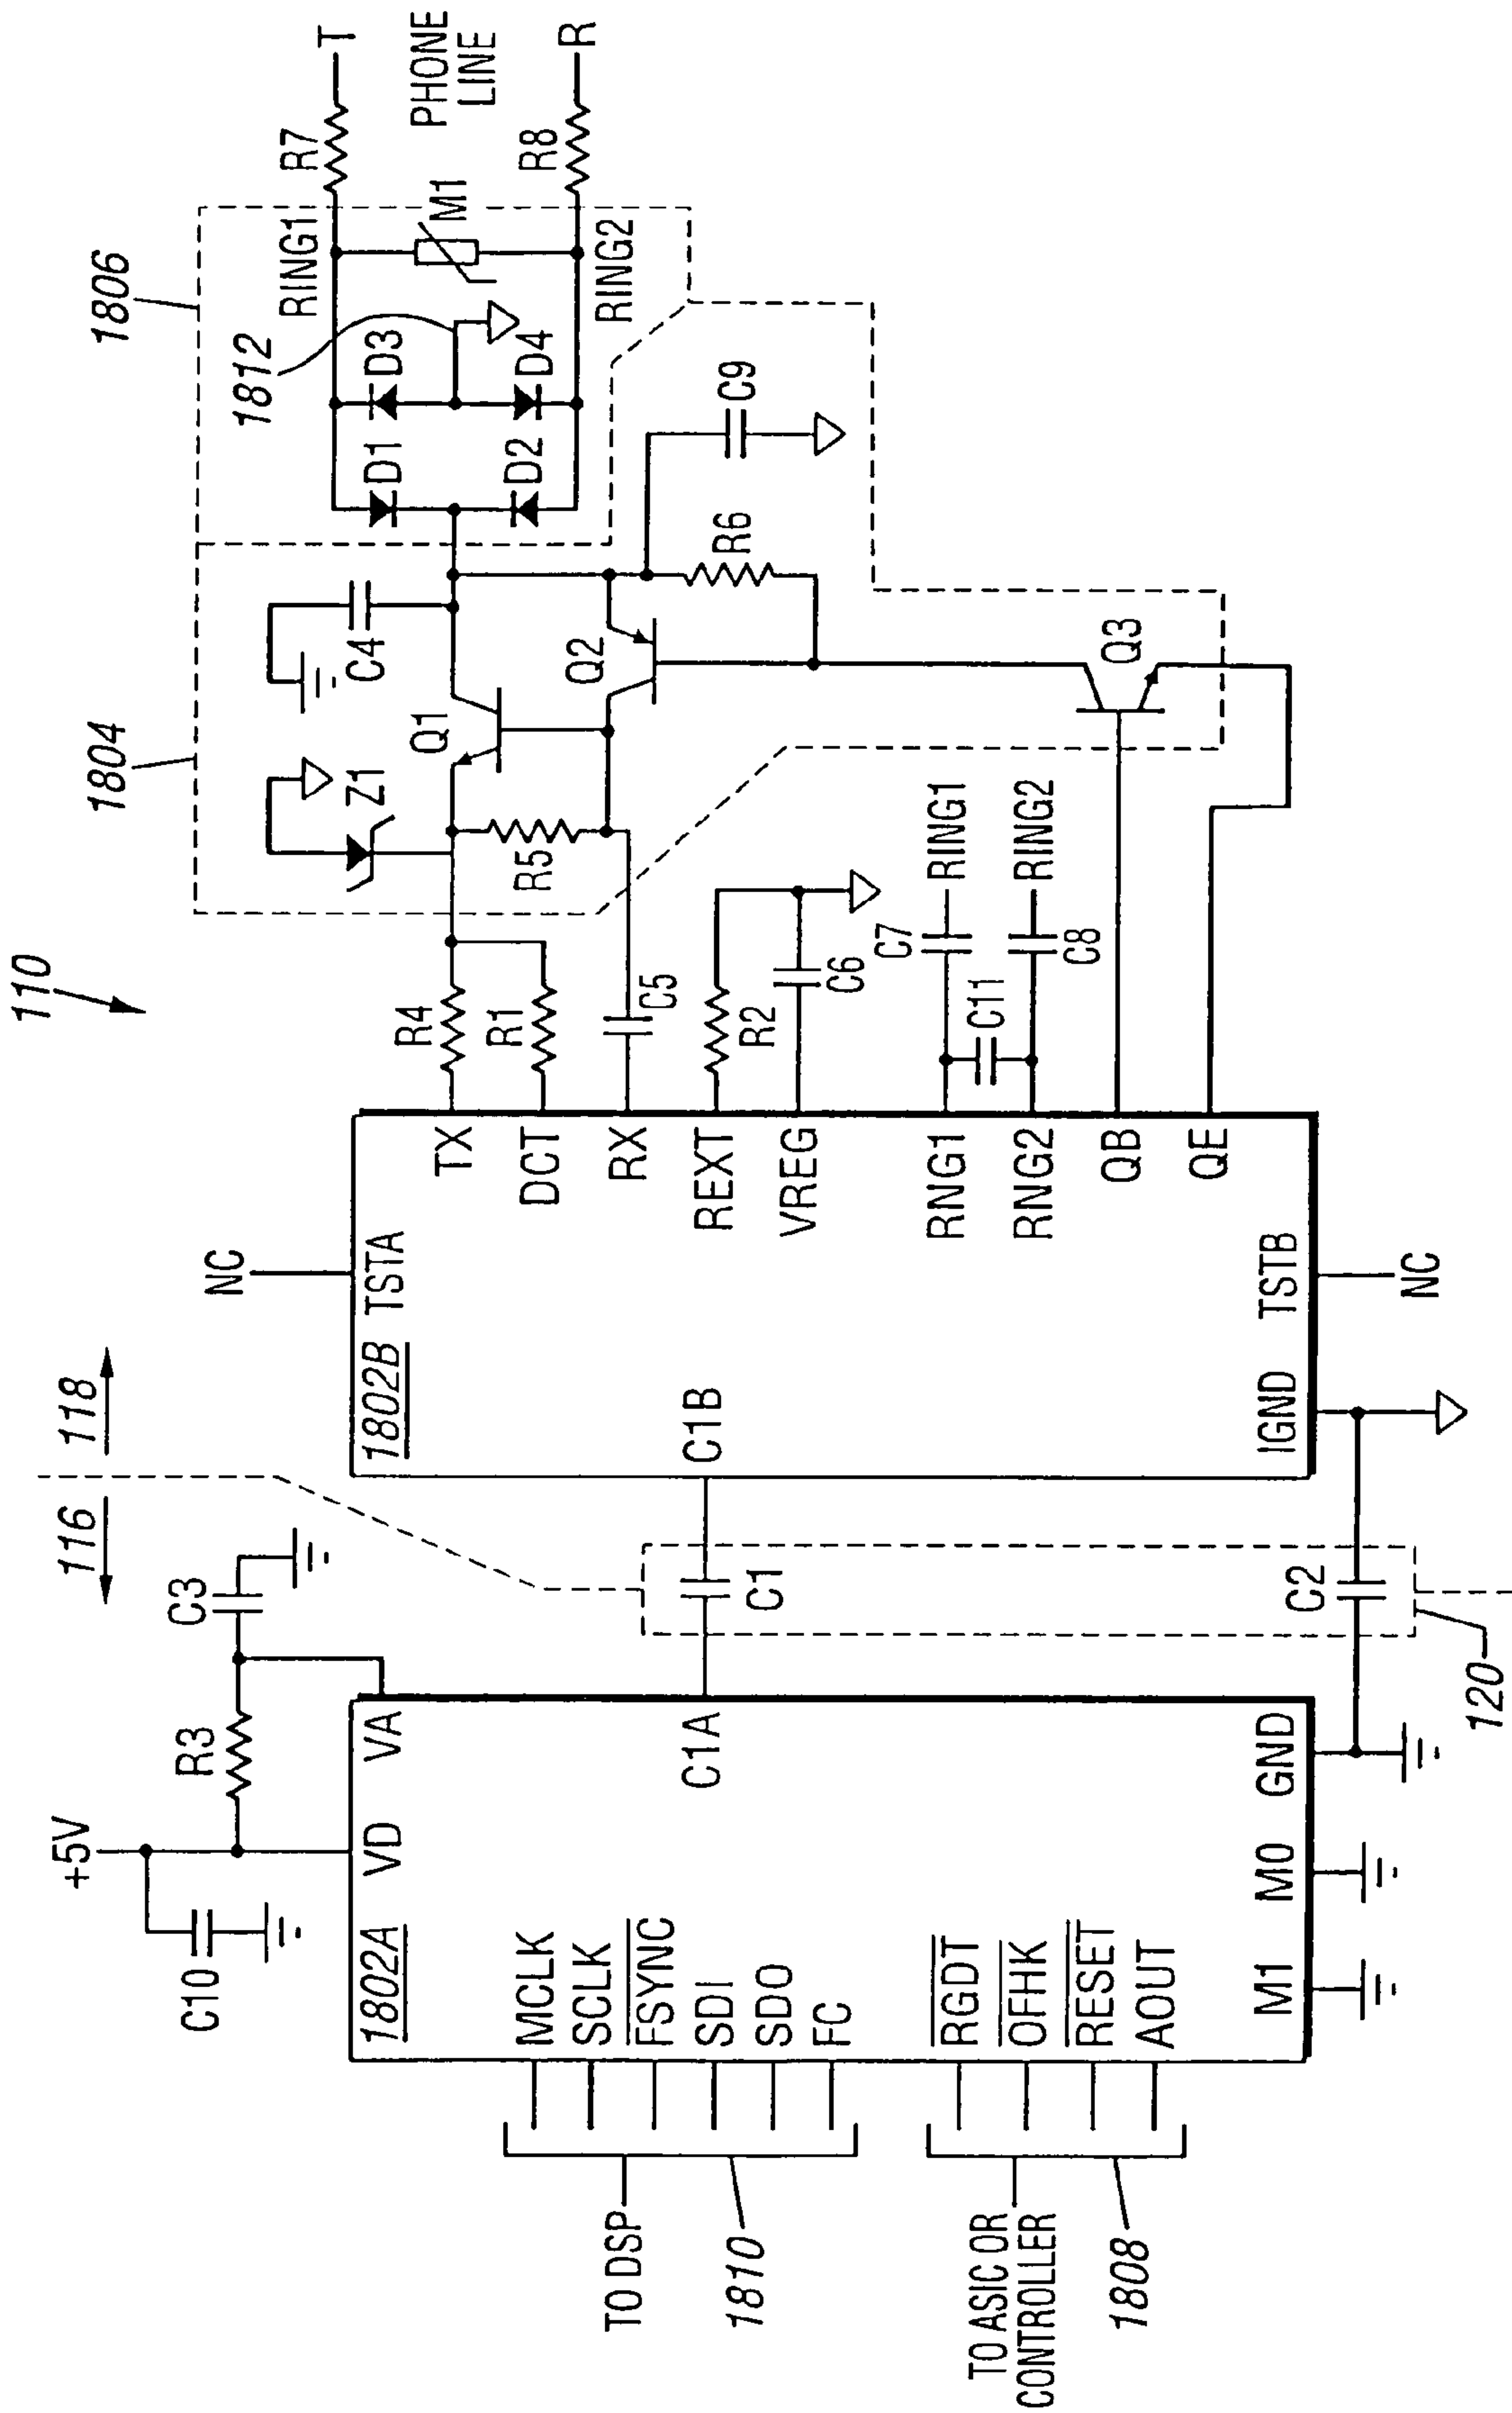 110
116
118
+5V
C10
R3
C3
VD
VA
1802A
MCLK
SCLK
FSYNC
SDI
SDO
FC
RGDT
OFHK
RESET
AOUT
M1
M0
GND
C1A
TO DSP
1810
TO ASIC OR
CONTROLLER
1808
C1
C2
120
NC
TSTA
1802B
C1B
IGND
TSTB
NC
TX
DCT
RX
REXT
VREG
RNG1
RNG2
QB
QE
R4
R1
C5
R2
C6
C7
RING1
C11
C8
RING2
1804
Z1
R5
Q1
C4
Q2
R6
C9
Q3
1806
1812
D1
D3
D2
D4
RING1
M1
RING2
R7
T
PHONE
LINE
R8
R